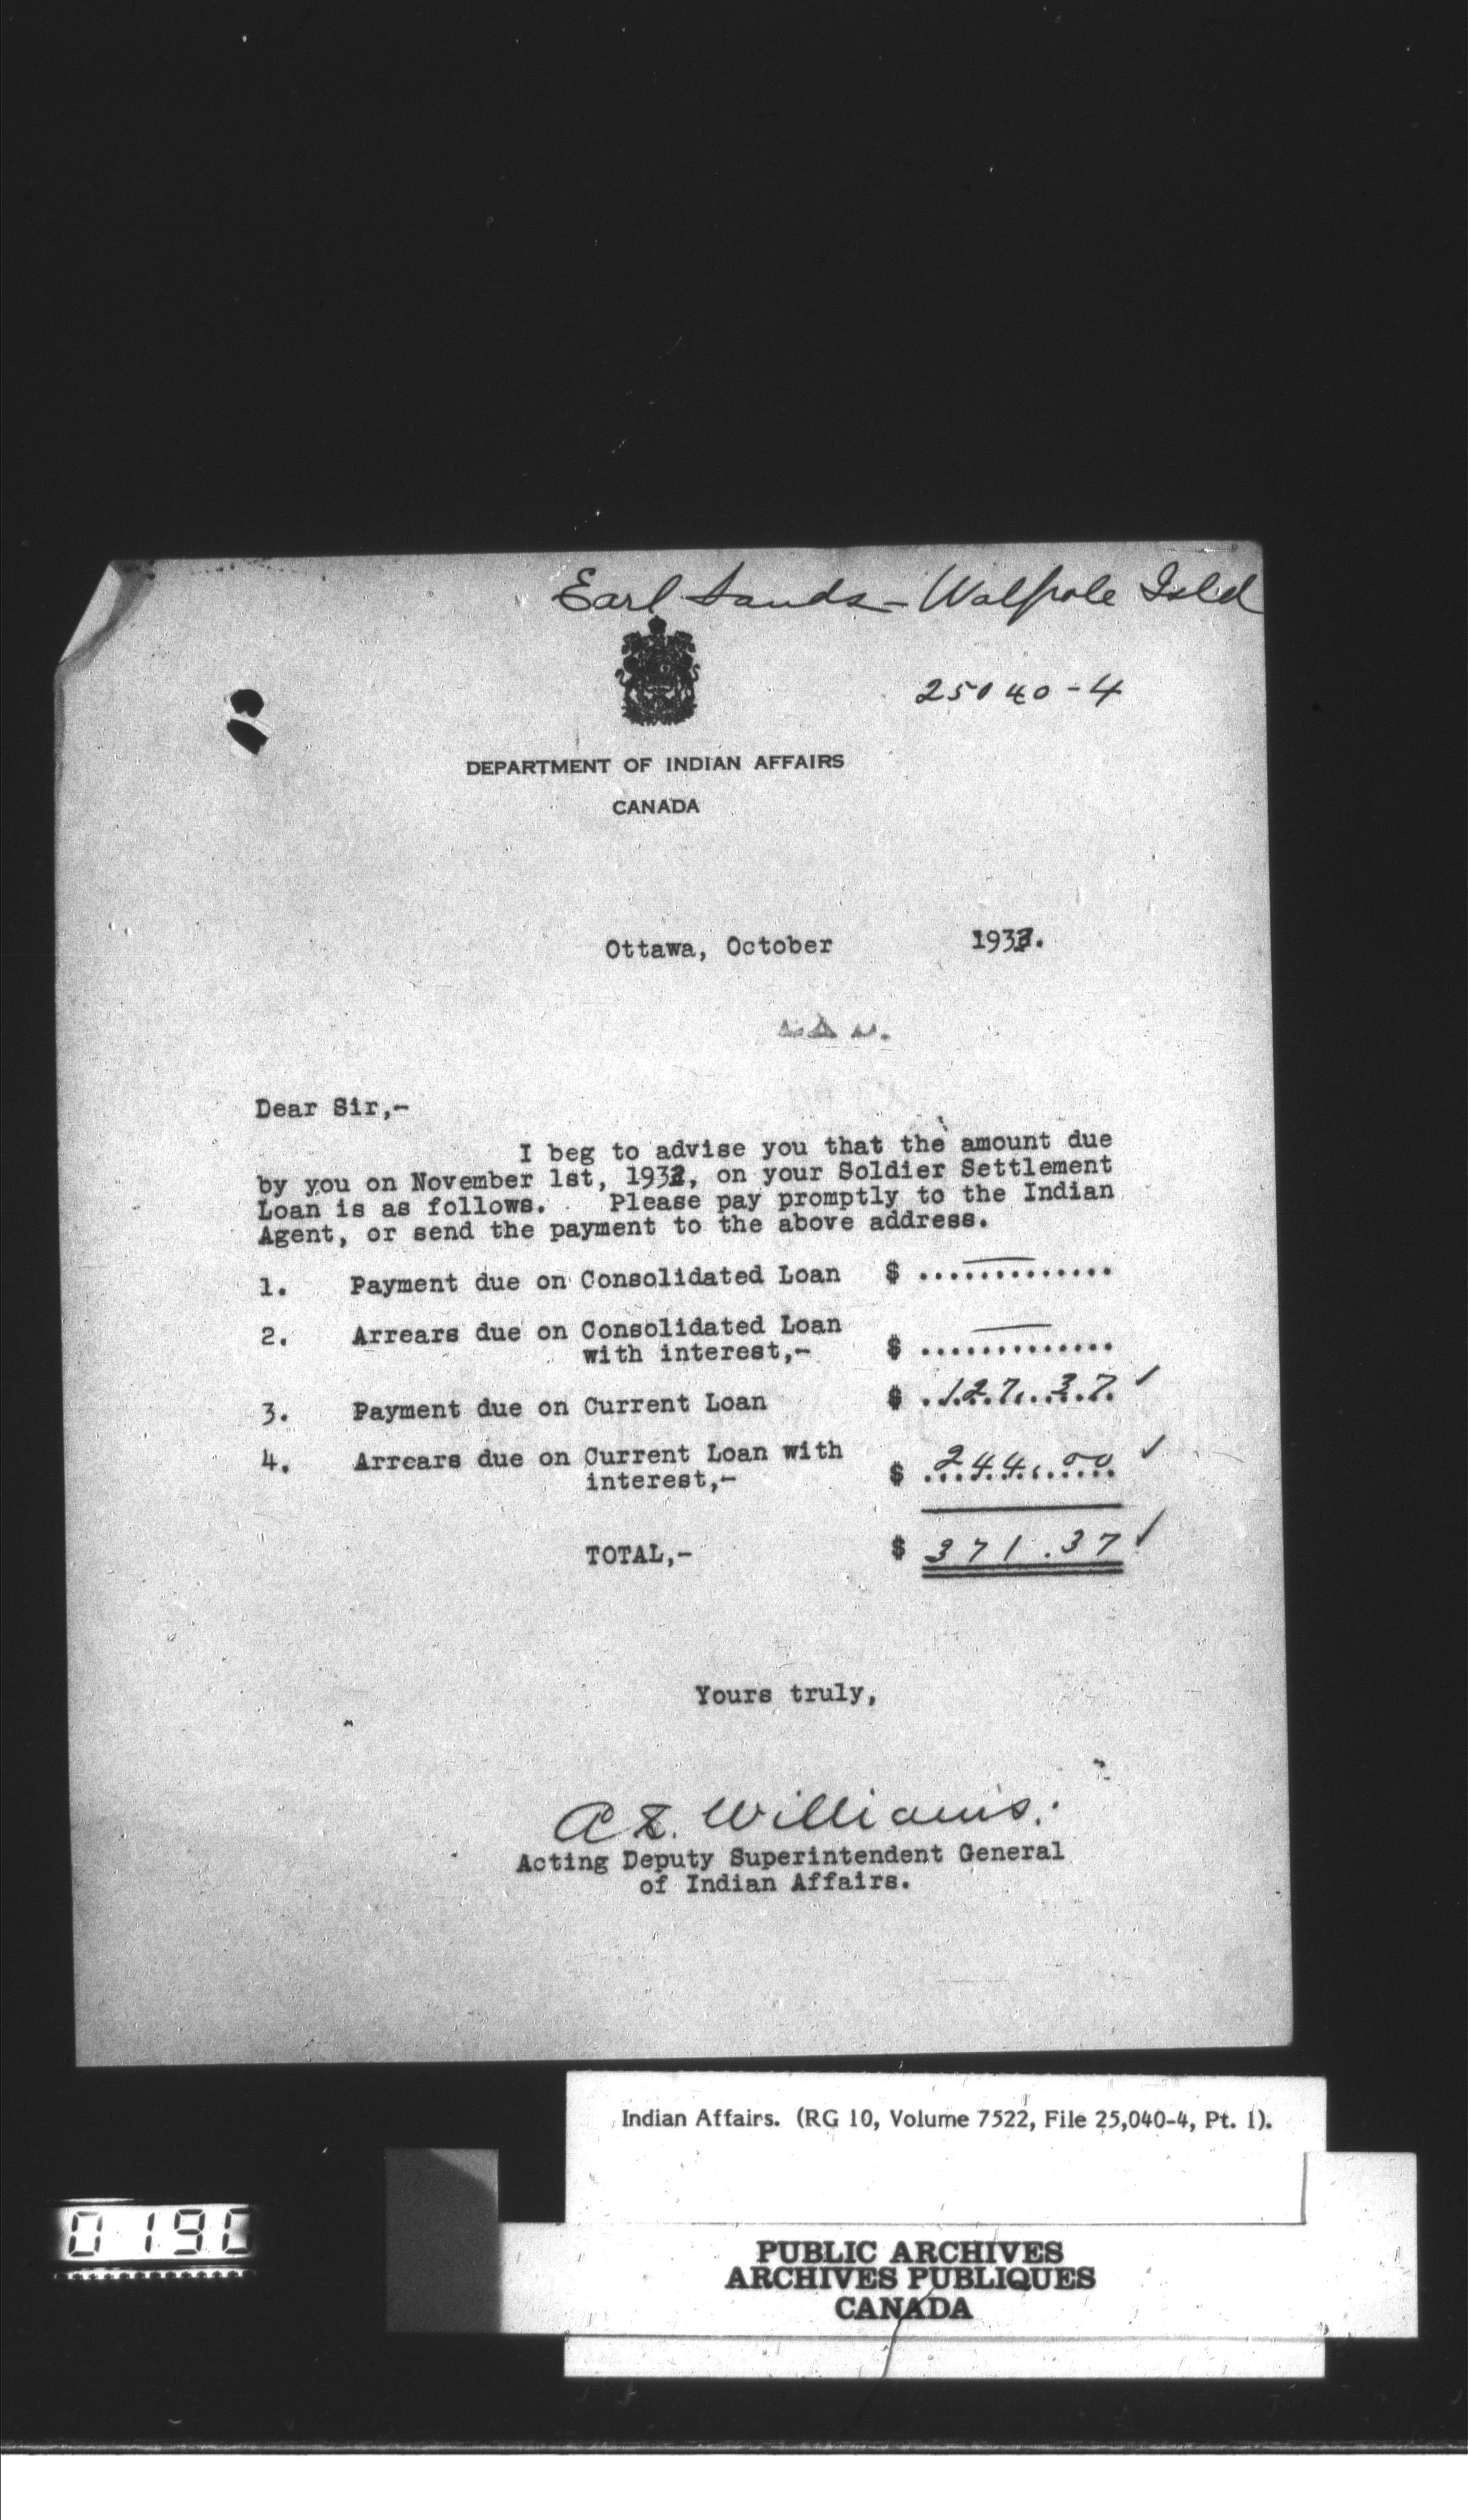 Earl Sands - Walpole Isld
25040-4
DEPARTMENT OF INDIAN AFFAIRS
CANADA
Ottawa, October 193
Dear Sir,-
I beg to advise you that the amount due
by you on November 1st, 1932, on your Soldier Settlement
Loan is as follows. Please pay promptly to the Indian
Agent, or send the payment to the above address.
1. Payment due on Consolidated Loan $ .............
2. Arrears due on Consolidated Loan
with interest,- $ .............
3. Payment due on Current Loan $ 127.37
4. Arrears due on Current Loan with
interest,- $ 244.00
TOTAL,- $ 371.37
Yours truly,
A. S. Williams.
Acting Deputy Superintendent General
of Indian Affairs.
Indian Affairs. (RG 10, Volume 7522, File 25,040-4, Pt. 1).
0190
PUBLIC ARCHIVES
ARCHIVES PUBLIQUES
CANADA